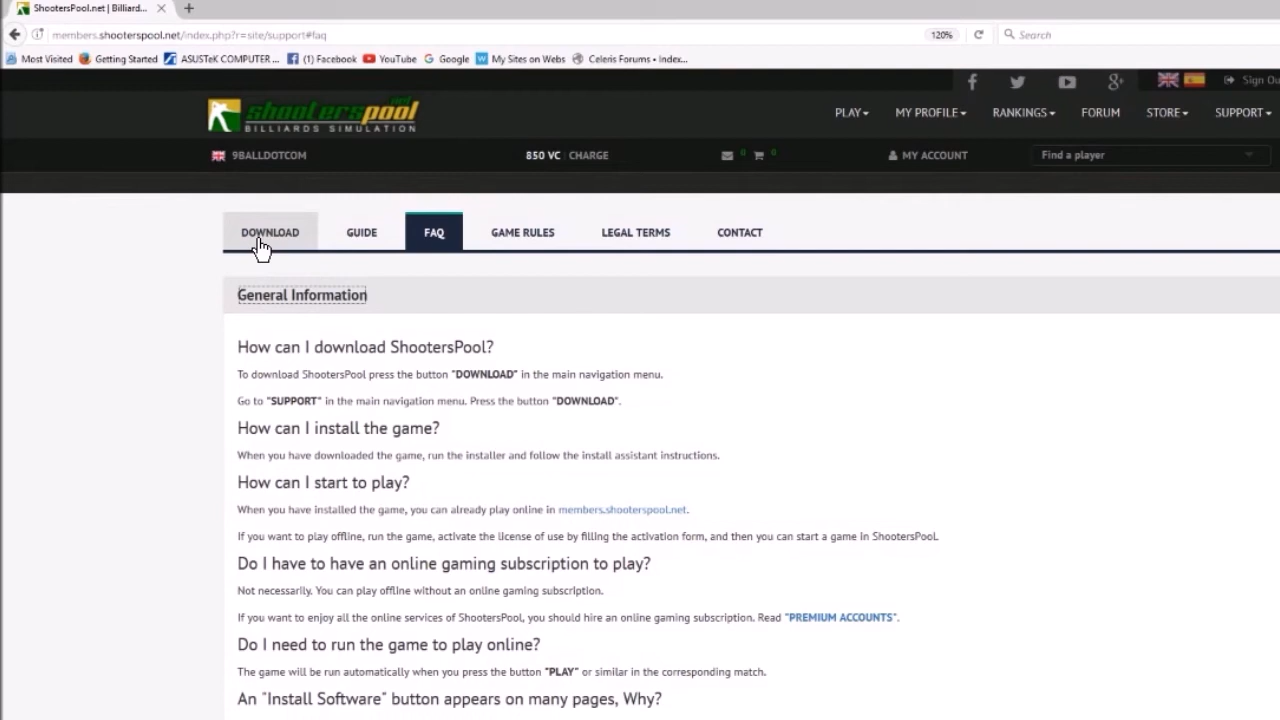 ShootersPool.net | Billiard...
members.shooterspool.net/index.php?r=site/support#faq
120%
Search
Most Visited
Getting Started
ASUSTeK COMPUTER ...
(1) Facebook
YouTube
Google
My Sites on Webs
Celeris Forums • Index...
Sign Ou
shooterspool
.net
BILLIARDS SIMULATION
PLAY
MY PROFILE
RANKINGS
FORUM
STORE
SUPPORT
9BALLDOTCOM
850 VC | CHARGE
0
0
MY ACCOUNT
Find a player
DOWNLOAD
GUIDE
FAQ
GAME RULES
LEGAL TERMS
CONTACT
General Information
How can I download ShootersPool?
To download ShootersPool press the button "DOWNLOAD" in the main navigation menu.
Go to "SUPPORT" in the main navigation menu. Press the button "DOWNLOAD".
How can I install the game?
When you have downloaded the game, run the installer and follow the install assistant instructions.
How can I start to play?
When you have installed the game, you can already play online in members.shooterspool.net.
If you want to play offline, run the game, activate the license of use by filling the activation form, and then you can start a game in ShootersPool.
Do I have to have an online gaming subscription to play?
Not necessarily. You can play offline without an online gaming subscription.
If you want to enjoy all the online services of ShootersPool, you should hire an online gaming subscription. Read "PREMIUM ACCOUNTS".
Do I need to run the game to play online?
The game will be run automatically when you press the button "PLAY" or similar in the corresponding match.
An "Install Software" button appears on many pages, Why?